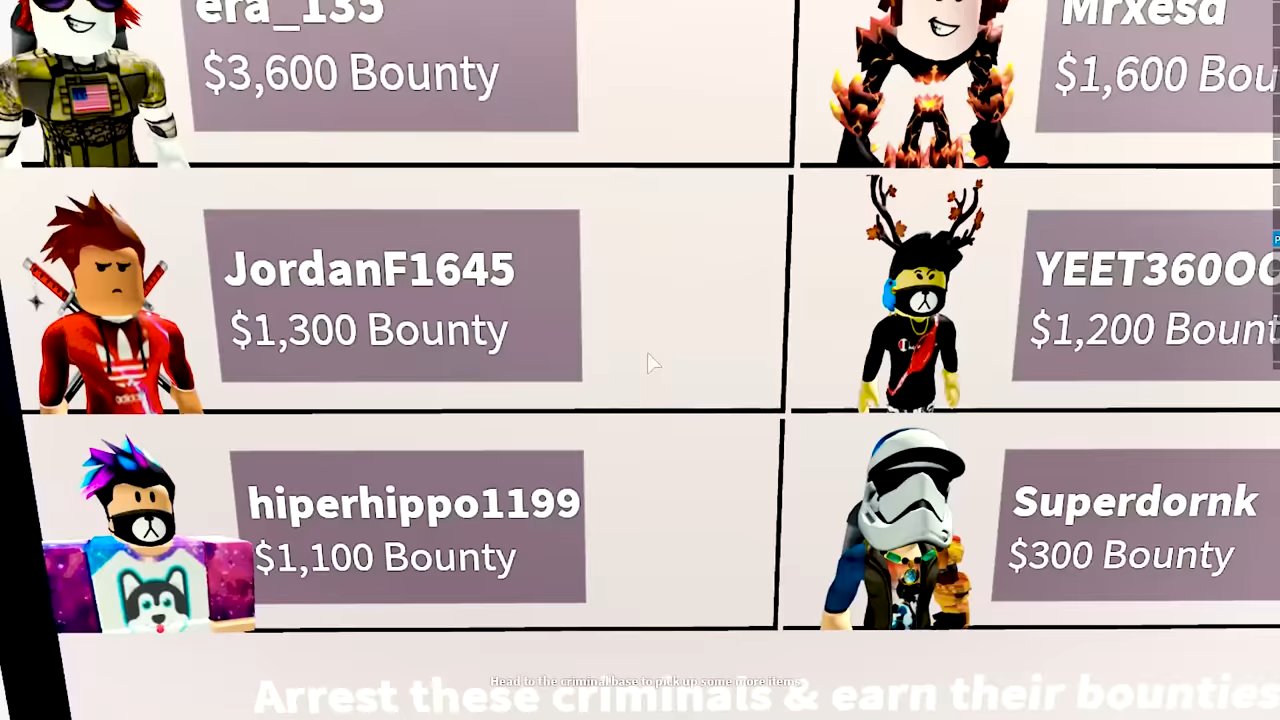 era_135
$3,600 Bounty
Mrxesd
$1,600 Bou
JordanF1645
$1,300 Bounty
YEET360O
$1,200 Bount
hiperhippo1199
$1,100 Bounty
Superdornk
$300 Bounty
Head to the criminal base to pick up some more items
Arrest these criminals & earn their bounties